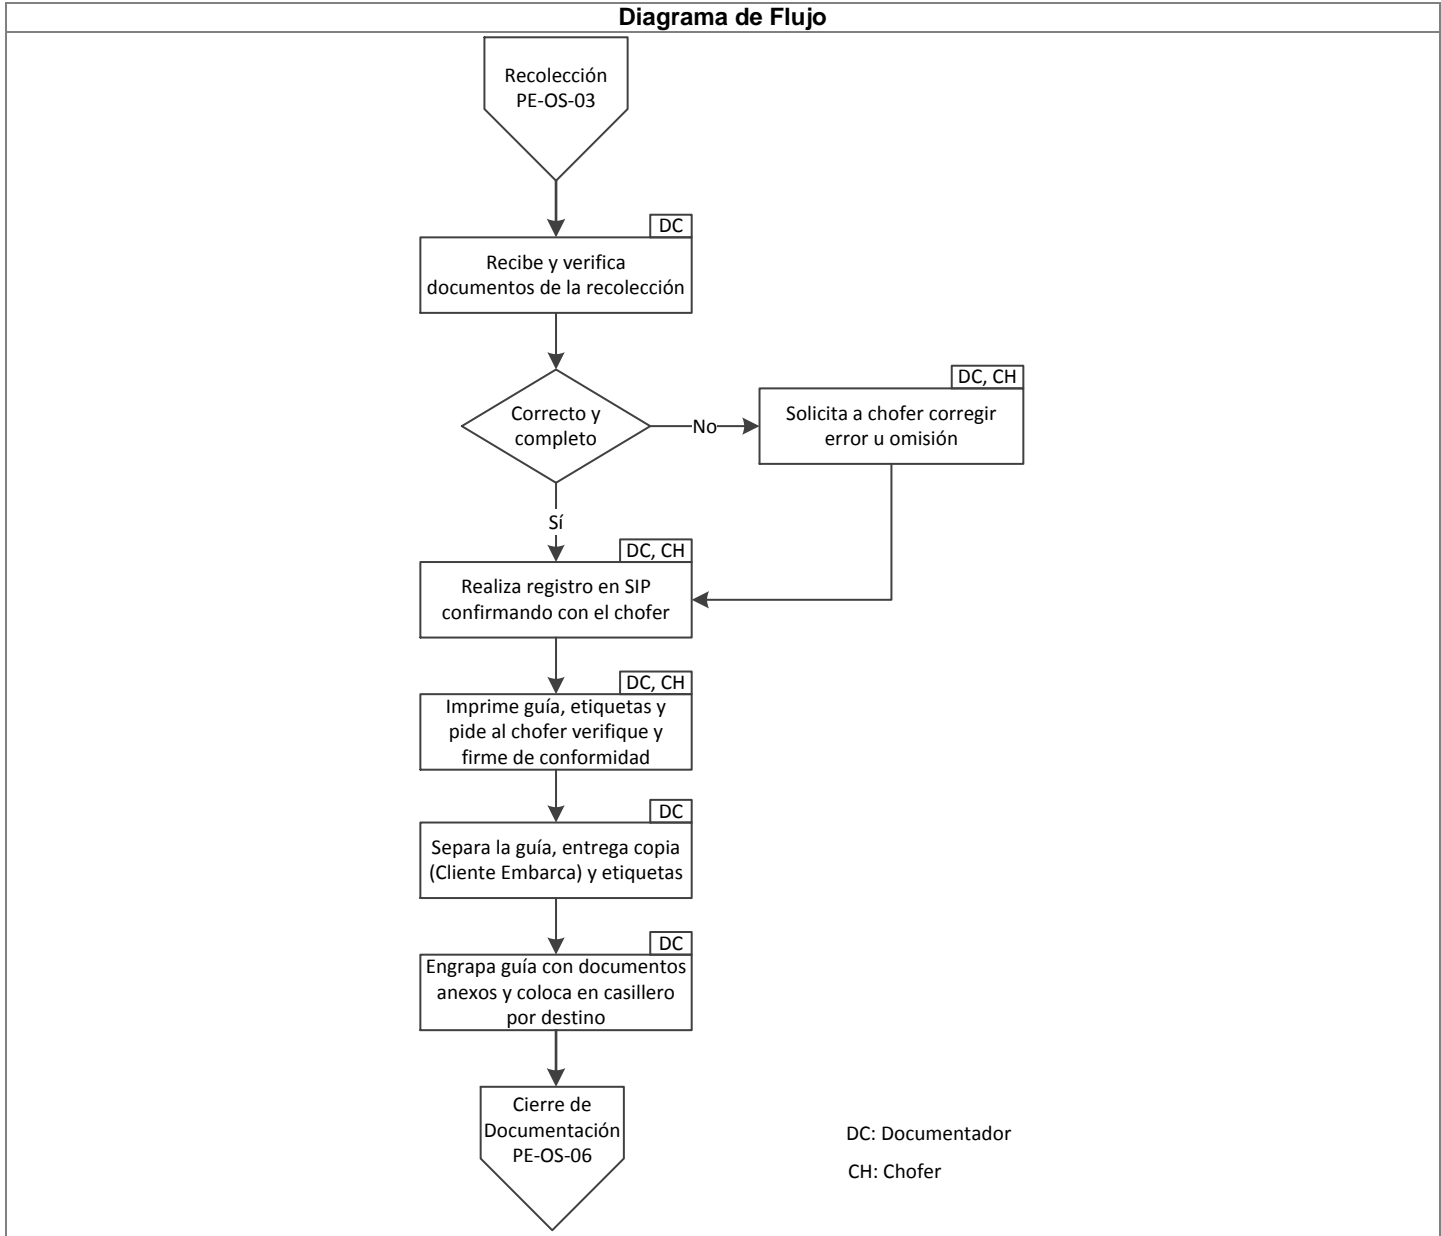 Diagrama de Flujo
Recolección
PE-OS-03
DC
Recibe y verifica
documentos de la recolección
Correcto y
completo
No
DC, CH
Solicita a chofer corregir
error u omisión
Sí
DC, CH
Realiza registro en SIP
confirmando con el chofer
DC, CH
Imprime guía, etiquetas y
pide al chofer verifique y
firme de conformidad
DC
Separa la guía, entrega copia
(Cliente Embarca) y etiquetas
DC
Engrapa guía con documentos
anexos y coloca en casillero
por destino
Cierre de
Documentación
PE-OS-06
DC: Documentador
CH: Chofer